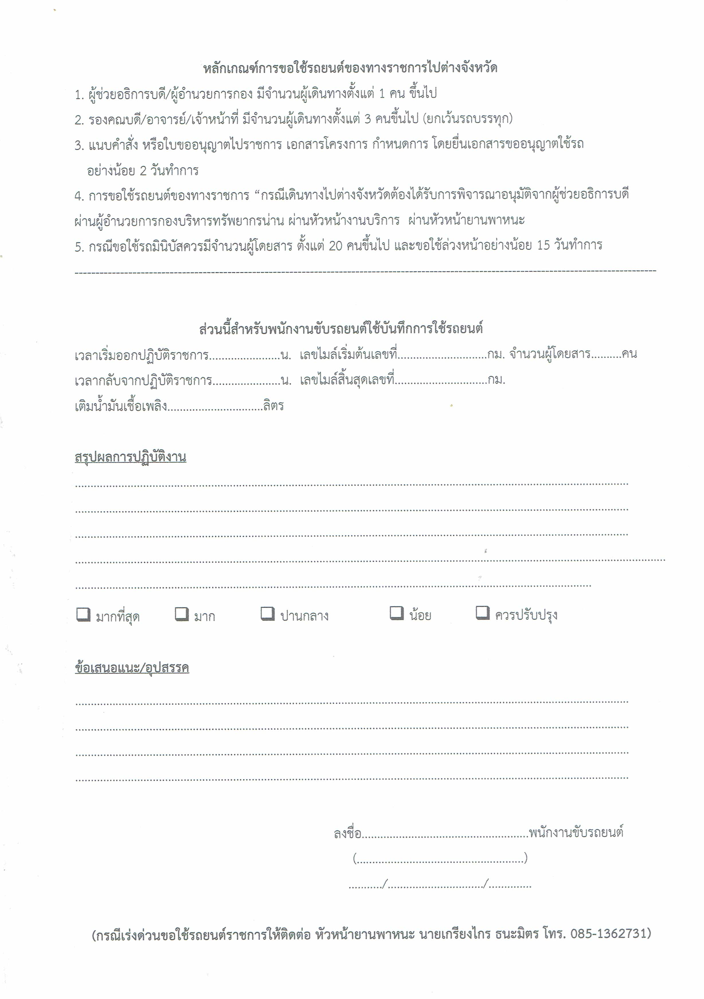 หลักเกณฑ์การขอใช้รถยนต์ของทางราชการไปต่างจังหวัด
1. ผู้ช่วยอธิการบดี/ผู้อำนวยการกอง มีจำนวนผู้เดินทางตั้งแต่ 1 คน ขึ้นไป
2. รองคณบดี/อาจารย์/เจ้าหน้าที่ มีจำนวนผู้เดินทางตั้งแต่ 3 คนขึ้นไป (ยกเว้นรถบรรทุก)
3. แนบคำสั่ง หรือใบขออนุญาตไปราชการ เอกสารโครงการ กำหนดการ โดยยื่นเอกสารขออนุญาตใช้รถ
อย่างน้อย 2 วันทำการ
4. การขอใช้รถยนต์ของทางราชการ “กรณีเดินทางไปต่างจังหวัดต้องได้รับการพิจารณาอนุมัติจากผู้ช่วยอธิการบดี
ผ่านผู้อำนวยการกองบริหารทรัพยากรน่าน ผ่านหัวหน้างานบริการ ผ่านหัวหน้ายานพาหนะ
5. กรณีขอใช้รถมินิบัสควรมีจำนวนผู้โดยสาร ตั้งแต่ 20 คนขึ้นไป และขอใช้ล่วงหน้าอย่างน้อย 15 วันทำการ
ส่วนนี้สำหรับพนักงานขับรถยนต์ใช้บันทึกการใช้รถยนต์
เวลาเริ่มออกปฏิบัติราชการ.......................น. เลขไมล์เริ่มต้นเลขที่.............................กม. จำนวนผู้โดยสาร..........คน
เวลากลับจากปฏิบัติราชการ......................น. เลขไมล์สิ้นสุดเลขที่..............................กม.
เติมน้ำมันเชื้อเพลิง...............................ลิตร
สรุปผลการปฏิบัติงาน
❑ มากที่สุด ❑ มาก ❑ ปานกลาง ❑ น้อย ❑ ควรปรับปรุง
ข้อเสนอแนะ/อุปสรรค
ลงชื่อ......................................................พนักงานขับรถยนต์
(......................................................)
.........../.............................../..............
(กรณีเร่งด่วนขอใช้รถยนต์ราชการให้ติดต่อ หัวหน้ายานพาหนะ นายเกรียงไกร ธนะมิตร โทร. 085-1362731)